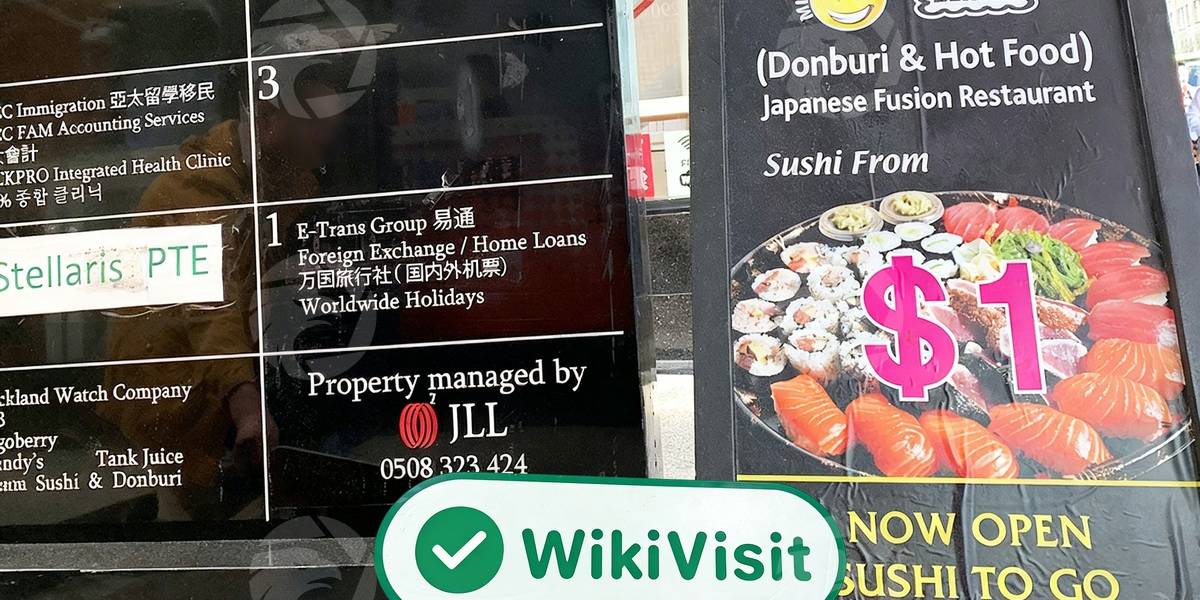 C Immigration 亞太留學移民
C FAM Accounting Services
會計
KPRO Integrated Health Clinic
% 종합 클리닉
Stellaris PTE
ckland Watch Company
goberry
ndy's Tank Juice
Sushi & Donburi
3
1 E-Trans Group 易通
Foreign Exchange / Home Loans
万国旅行社(国内外机票)
Worldwide Holidays
Property managed by
JLL
0508 323 424
(Donburi & Hot Food)
Japanese Fusion Restaurant
Sushi From
$1
NOW OPEN
SUSHI TO GO
WikiVisit